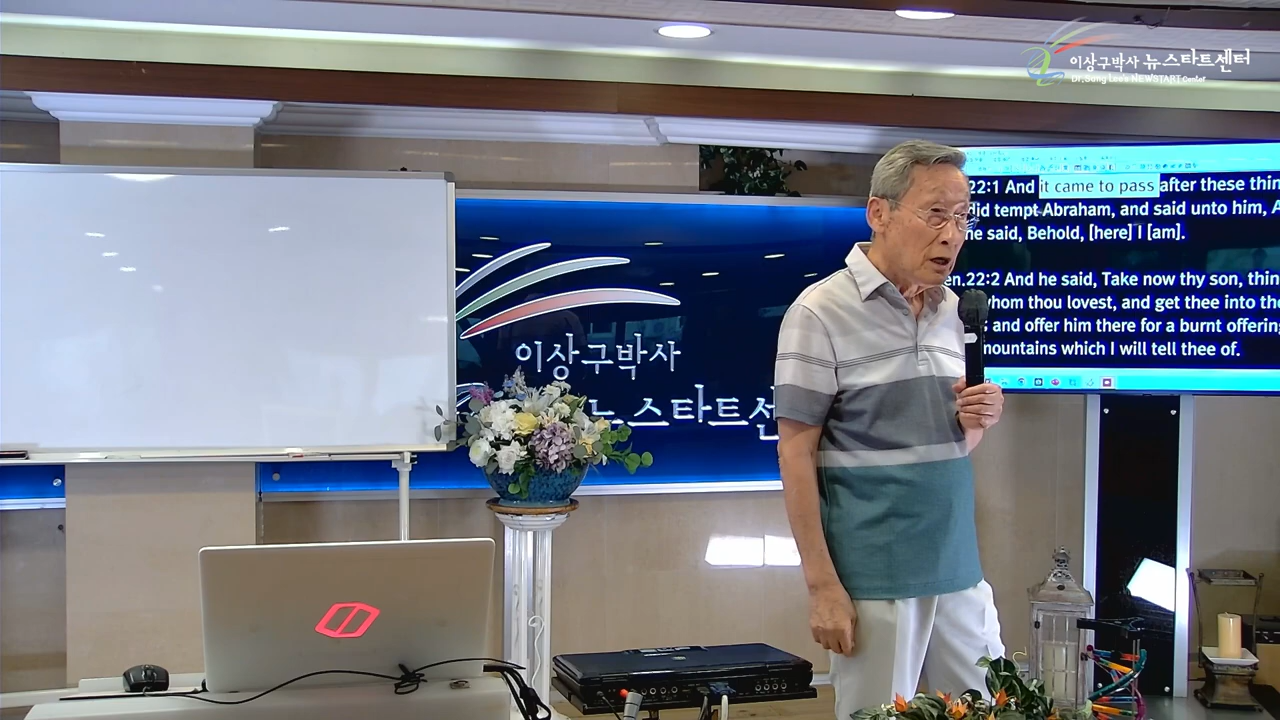 이상구박사 뉴스타트센터
Dr. Sang Lee's NEWSTART Center
22:1 And it came to pass after these thin
did tempt Abraham, and said unto him, A
he said, Behold, [here] I [am].
en.22:2 And he said, Take now thy son, thin
whom thou lovest, and get thee into the
and offer him there for a burnt offering
mountains which I will tell thee of.
이상구박사
뉴스타트센